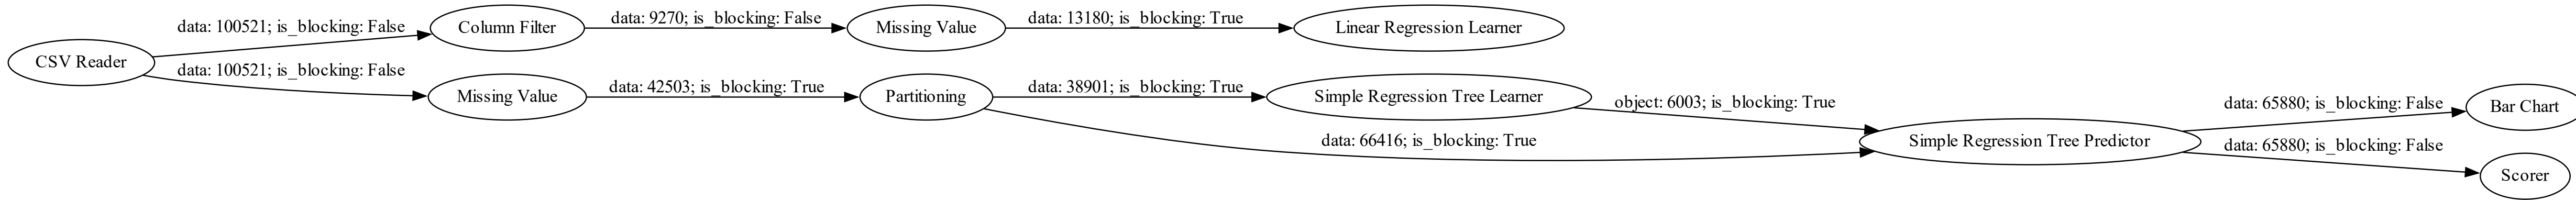 CSV Reader
data: 100521; is_blocking: False
data: 100521; is_blocking: False
Column Filter
data: 9270; is_blocking: False
Missing Value
data: 13180; is_blocking: True
Linear Regression Learner
Missing Value
data: 42503; is_blocking: True
Partitioning
data: 38901; is_blocking: True
Simple Regression Tree Learner
object: 6003; is_blocking: True
data: 66416; is_blocking: True
Simple Regression Tree Predictor
data: 65880; is_blocking: False
Bar Chart
data: 65880; is_blocking: False
Scorer